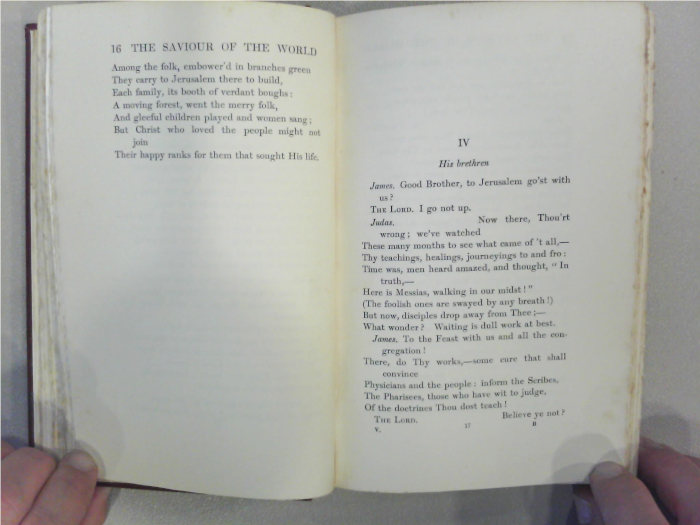 16 THE SAVIOUR OF THE WORLD
Among the folk, embower'd in branches green
They carry to Jerusalem there to build,
Each family, its booth of verdant boughs:
A moving forest, went the merry folk,
And gleeful children played and women sang;
But Christ who loved the people might not
join
Their happy ranks for them that sought His life.
IV
His brethren
James. Good Brother, to Jerusalem go'st with
us?
THE LORD. I go not up.
Judas. Now there, Thou'rt
wrong; we've watched
These many months to see what came of 't all,—
Thy teachings, healings, journeyings to and fro:
Time was, men heard amazed, and thought, "In
truth,—
Here is Messias, walking in our midst!"
(The foolish ones are swayed by any breath!)
But now, disciples drop away from Thee;—
What wonder? Waiting is dull work at best.
James. To the Feast with us and all the con-
gregation!
There, do Thy works,—some cure that shall
convince
Physicians and the people: inform the Scribes,
The Pharisees, those who have wit to judge,
Of the doctrines Thou dost teach!
THE LORD. Believe ye not?
V. 17 B